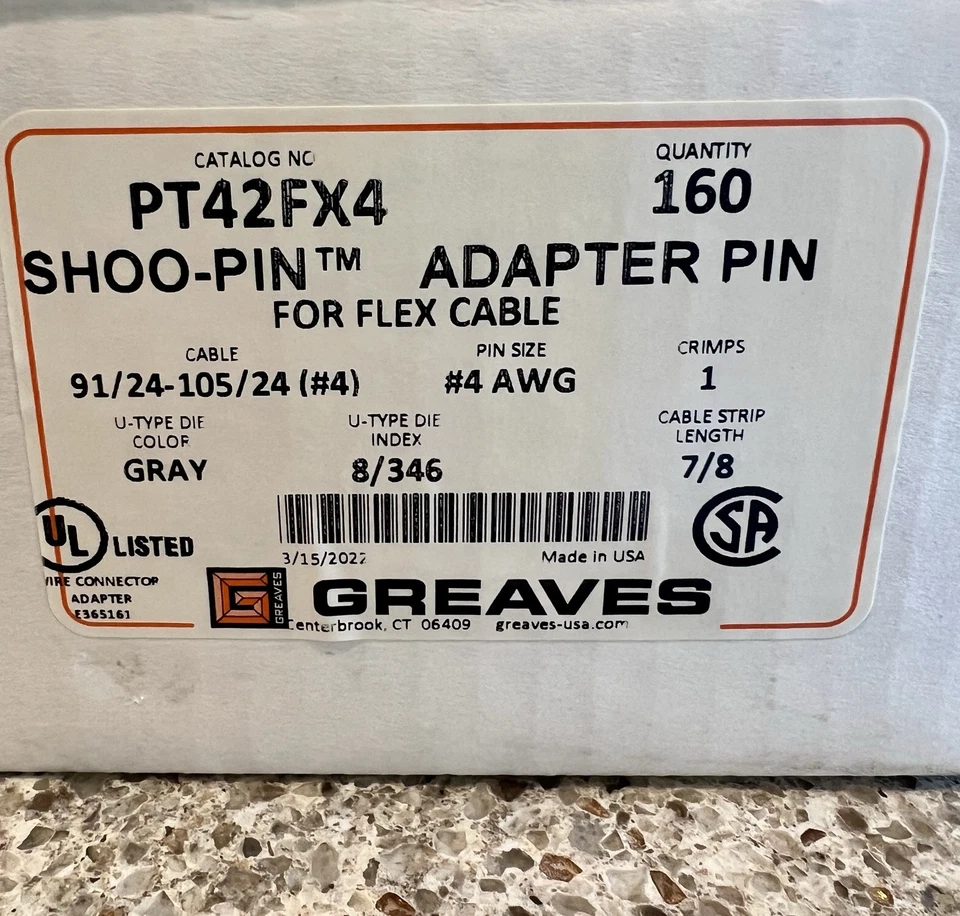 CATALOG NO QUANTITY
PT42FX4 160
SHOO-PIN™ ADAPTER PIN
FOR FLEX CABLE
CABLE PIN SIZE CRIMPS
91/24-105/24 (#4) #4 AWG 1
U-TYPE DIE COLOR U-TYPE DIE INDEX CABLE STRIP LENGTH
GRAY 8/346 7/8
UL LISTED SA
3/15/2022 Made in USA
WIRE CONNECTOR
ADAPTER
E365161
G GREAVES GREAVES
Centerbrook, CT 06409 greaves-usa.com